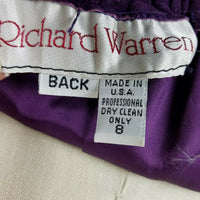 Richard Warren
BACK
MADE IN
U.S.A.
PROFESSIONAL
DRY CLEAN
ONLY
8